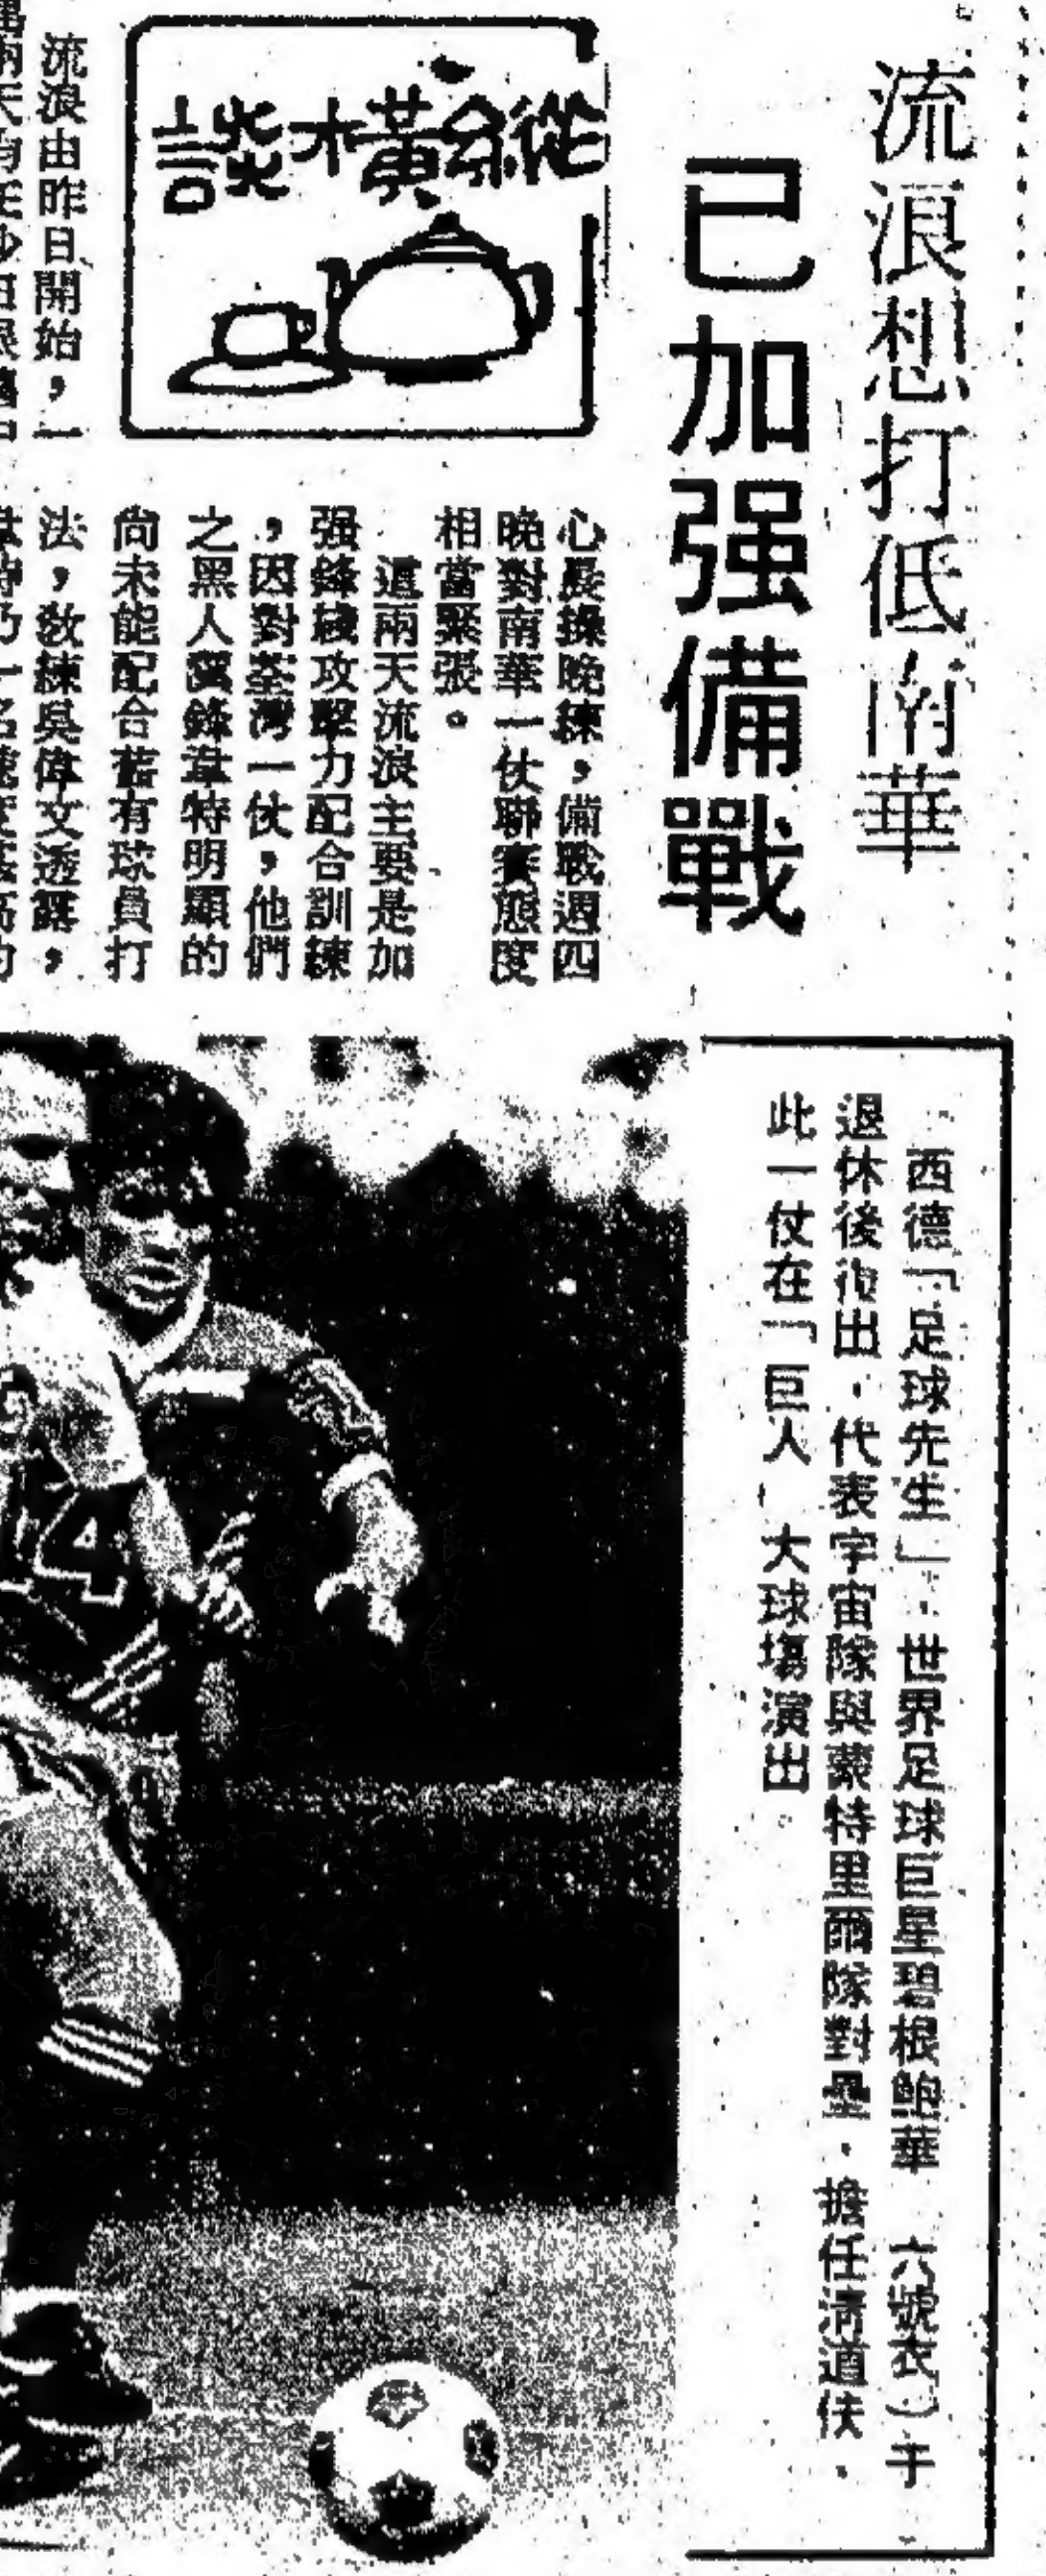 流浪想打低南華
已加强備戰
縱橫茶談
流浪由昨日開始，一
心晨操晚練，備戰週四
晚對南華一仗聯賽態度
相當緊張。
這兩天流浪主要是加
强鋒綫攻擊力配合訓練
，因對荃灣一仗，他們
之黑人翼鋒韋特明顯的
尚未能配合舊有球員打
法，教練吳偉文透露，
西德「足球先生」．世界足球巨星碧根鮑華 六號衣）于
退休後復出．代表宇宙隊與蒙特里爾隊對壘．擔任清道伕．
此一仗在「巨人 大球場演出
14